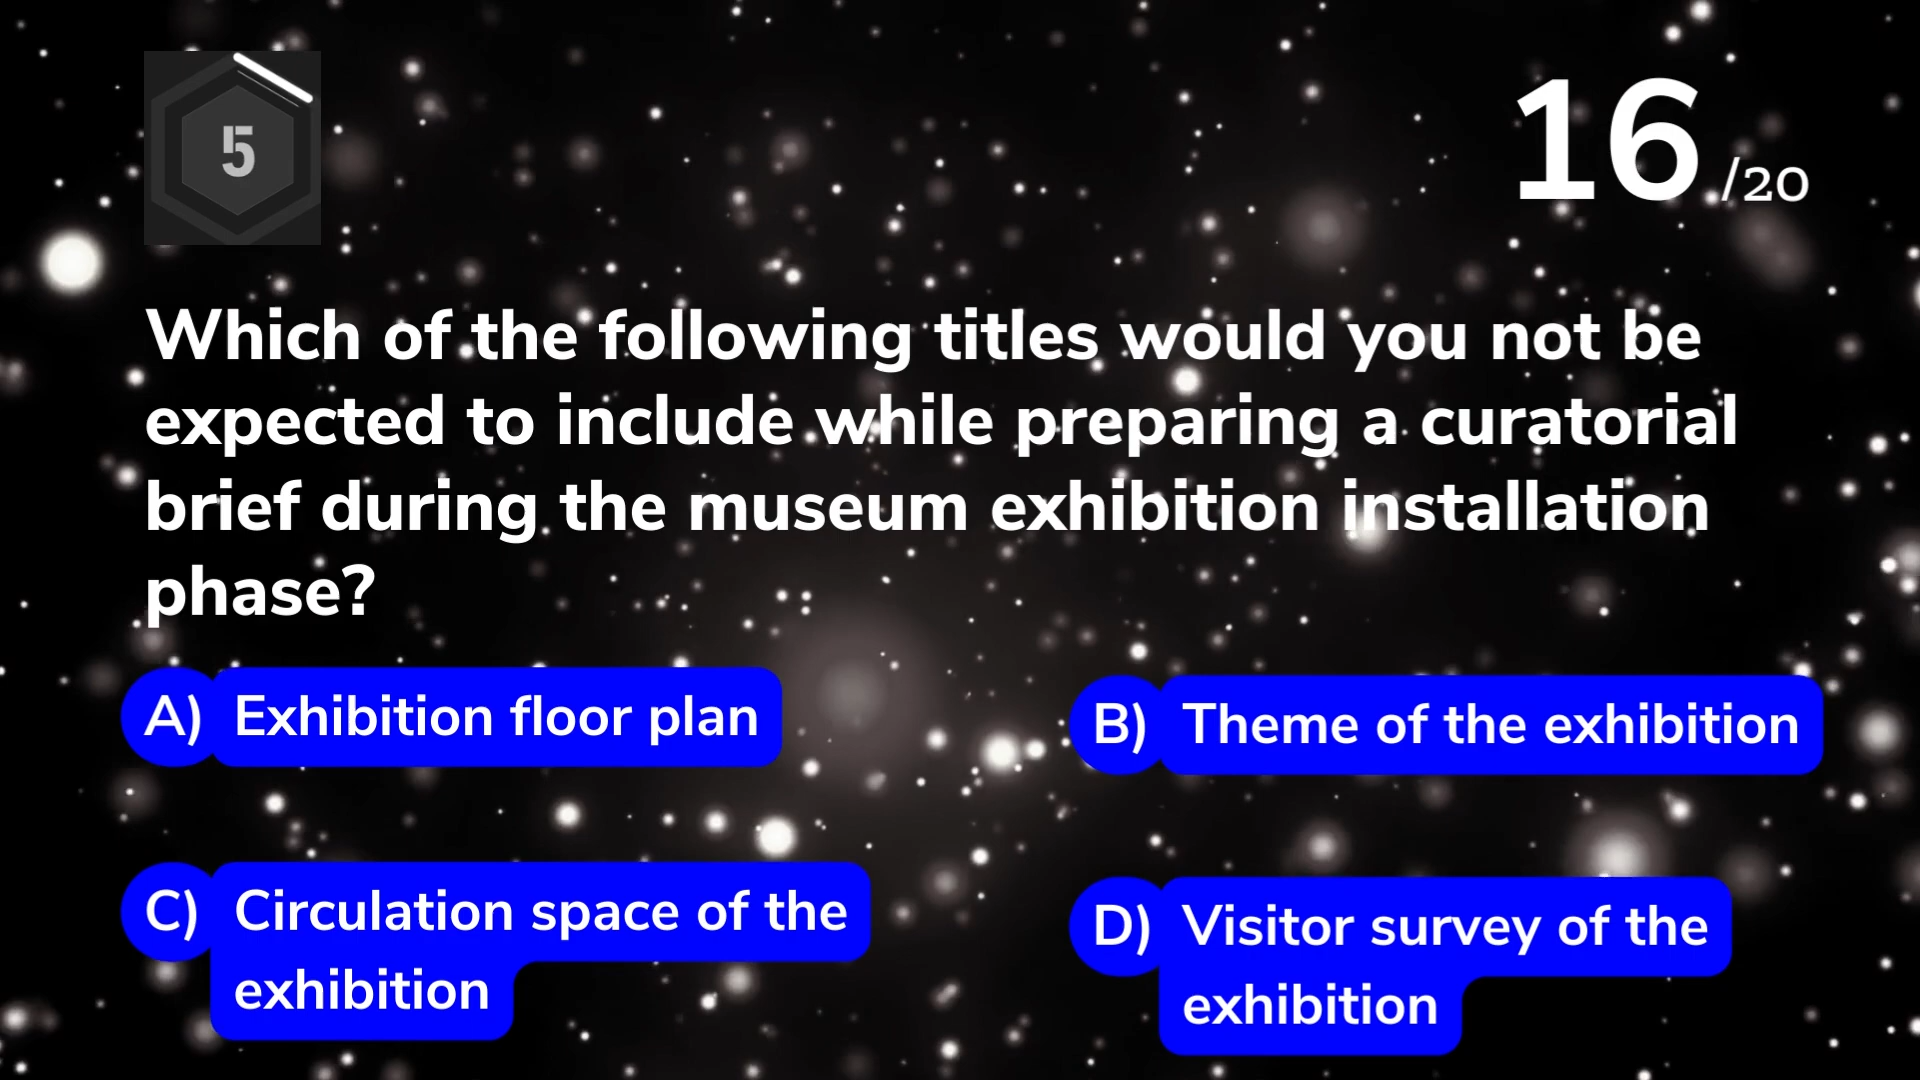 5
16 /20
Which of the following titles would you not be
expected to include while preparing a curatorial
brief during the museum exhibition installation
phase?
A) Exhibition floor plan
B) Theme of the exhibition
C) Circulation space of the
exhibition
D) Visitor survey of the
exhibition